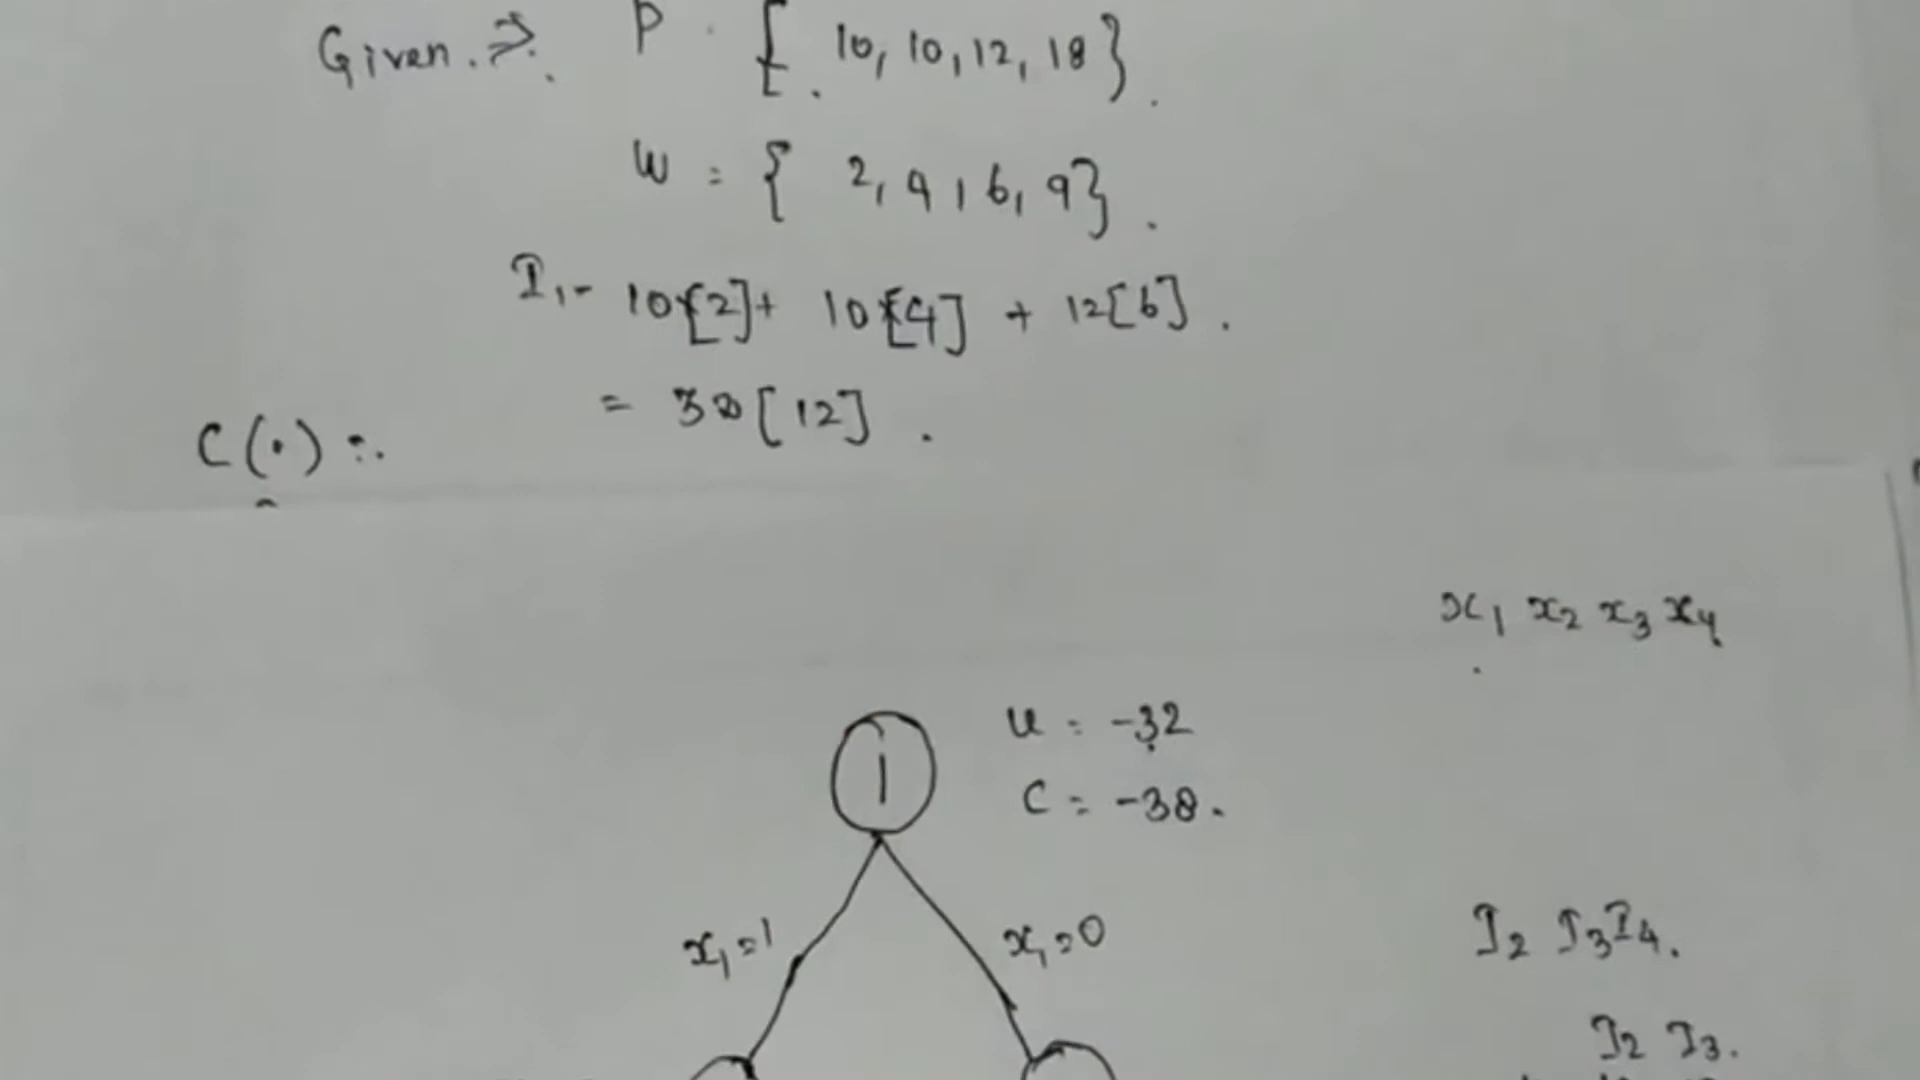 Given. ⇒. P. {. 10, 10, 12, 18}.
W = { 2, 4, 6, 9}.
I1 - 10[2] + 10[4] + 12[6].
= 32[12].
C(.) :.
x1 x2 x3 x4
1
u = -32
C = -38.
x1=1
x1=0
I2 I3 I4.
I2 I3.